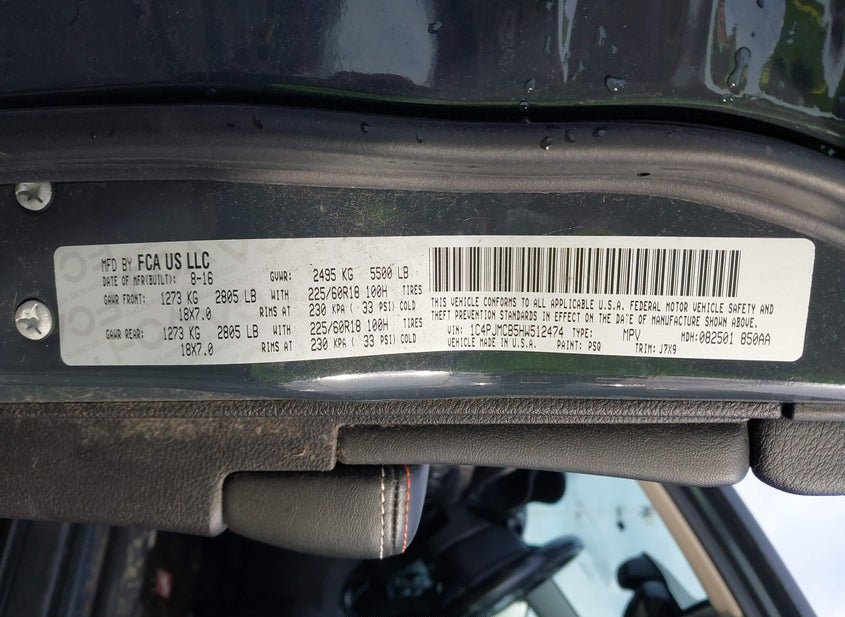 MFD BY FCA US LLC
DATE OF MFR(BUILT): 8-16 GVWR: 2495 KG 5500 LB
GAWR FRONT: 1273 KG 2805 LB WITH 225/60R18 100H TIRES
18X7.0 RIMS AT 230 KPA ( 33 PSI) COLD
GAWR REAR: 1273 KG 2805 LB WITH 225/60R18 100H TIRES
18X7.0 RIMS AT 230 KPA ( 33 PSI) COLD
THIS VEHICLE CONFORMS TO ALL APPLICABLE U.S.A. FEDERAL MOTOR VEHICLE SAFETY AND
THEFT PREVENTION STANDARDS IN EFFECT ON THE DATE OF MANUFACTURE SHOWN ABOVE.
VIN: 1C4PJMCB5HW512474 TYPE: MPV MDH:082501 850AA
VEHICLE MADE IN U.S.A. PAINT: PSQ TRIM: J7X9